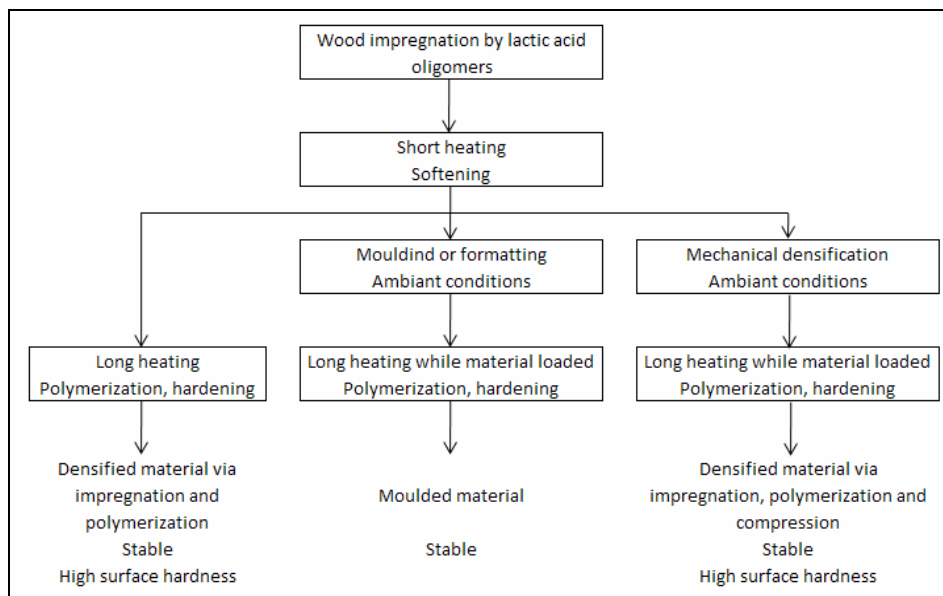 Wood impregnation by lactic acid
oligomers
Short heating
Softening
Mouldind or formatting
Ambiant conditions
Mechanical densification
Ambiant conditions
Long heating
Polymerization, hardening
Long heating while material loaded
Polymerization, hardening
Long heating while material loaded
Polymerization, hardening
Densified material via
impregnation and
polymerization
Stable
High surface hardness
Moulded material
Stable
Densified material via
impregnation, polymerization and
compression
Stable
High surface hardness